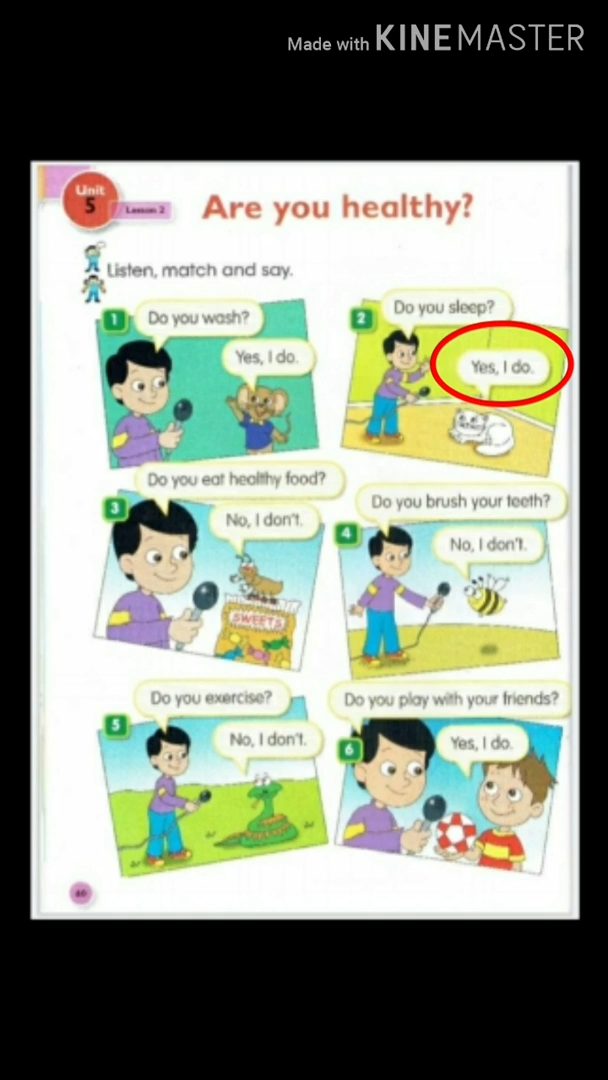 Made with KINEMASTER
Unit
5
Lesson 2
Are you healthy?
Listen, match and say.
1
Do you wash?
Yes, I do.
2
Do you sleep?
Yes, I do.
3
Do you eat healthy food?
No, I don't.
SWEETS
4
Do you brush your teeth?
No, I don't.
5
Do you exercise?
No, I don't.
6
Do you play with your friends?
Yes, I do.
60